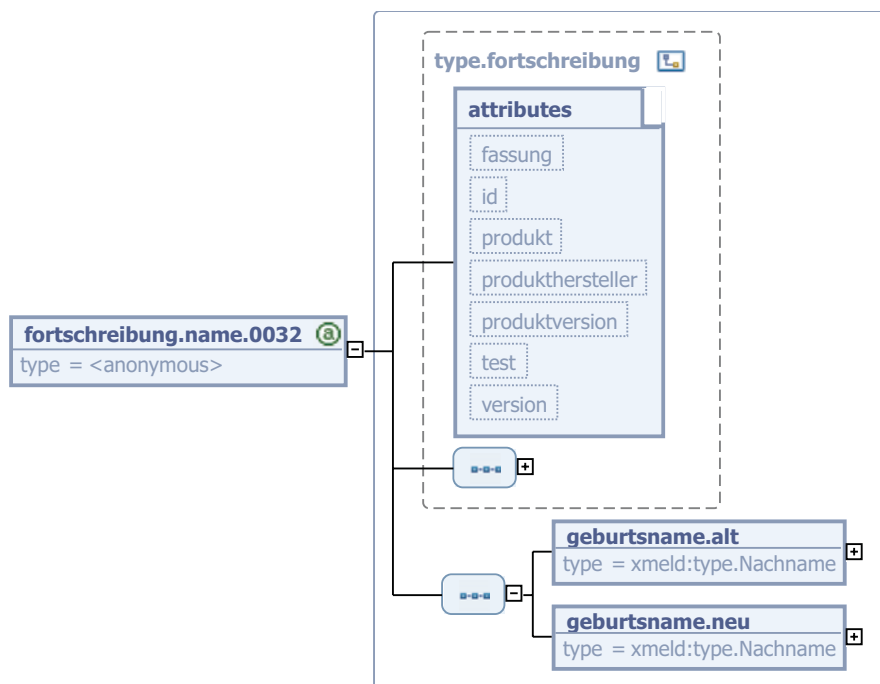 type.fortschreibung
attributes
fassung
id
produkt
produkthersteller
produktversion
test
version
fortschreibung.name.0032 @
type = <anonymous>
geburtsname.alt
type = xmeld:type.Nachname
geburtsname.neu
type = xmeld:type.Nachname